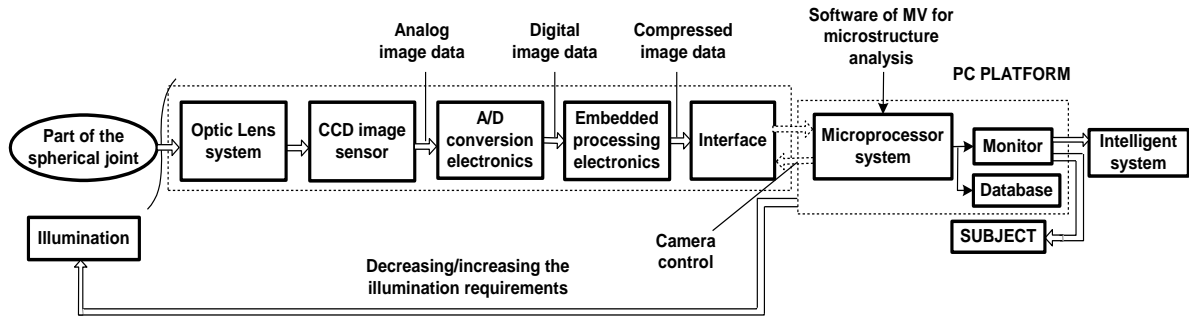 Software of MV for
microstructure
analysis
Analog
image data
Digital
image data
Compressed
image data
PC PLATFORM
Part of the
spherical joint
Optic Lens
system
CCD image
sensor
A/D
conversion
electronics
Embedded
processing
electronics
Interface
Microprocessor
system
Monitor
Intelligent
system
Database
Illumination
SUBJECT
Camera
control
Decreasing/increasing the
illumination requirements